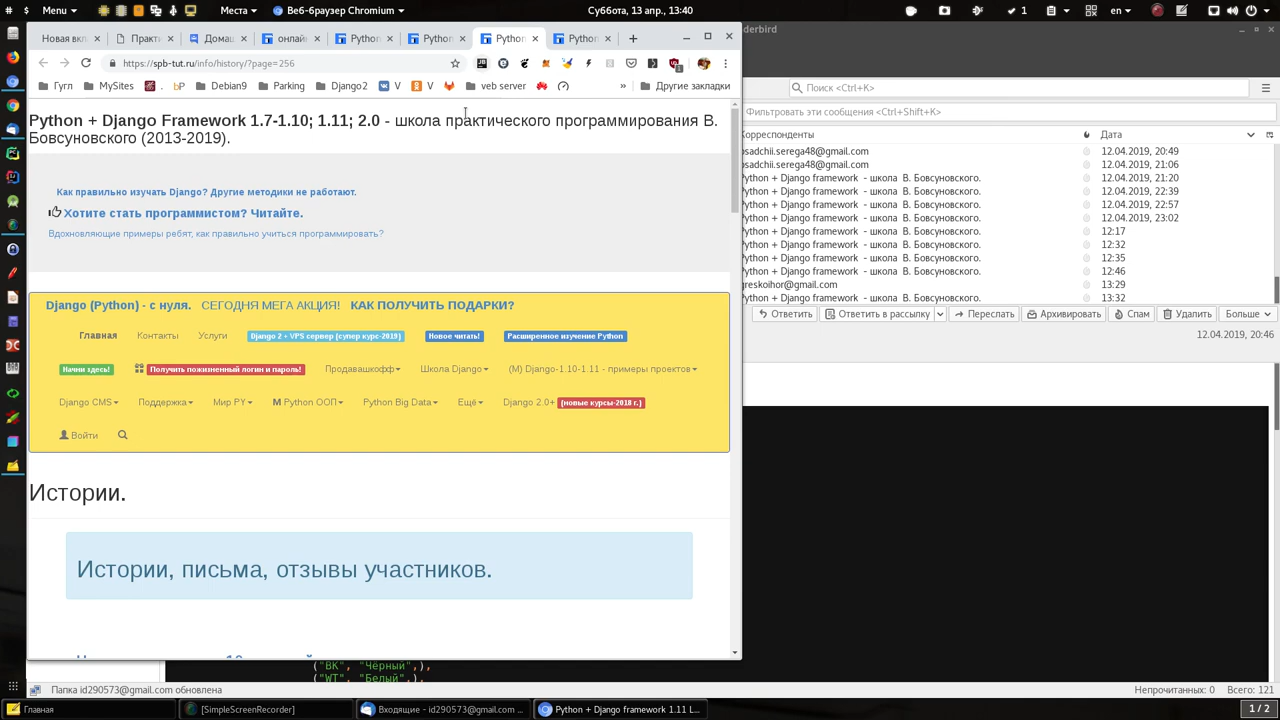 Места
Веб-браузер Chromium
Суббота, 13 апр., 13:40
1
ru
Новая вкл
Практи
Домаш
онлайн
Python
Python
Python
Python
https://spb-tut.ru/info/history/?page=256
Гугл
MySites
.
bP
Debian9
Parking
Django2
V
V
veb server
»
Другие закладки
Python + Django Framework 1.7-1.10; 1.11; 2.0 - школа практического программирования В.
Бовсуновского (2013-2019).
Как правильно изучать Django? Другие методики не работают.
Хотите стать программистом? Читайте.
Вдохновляющие примеры ребят, как правильно учиться программировать?
Django (Python) - с нуля. СЕГОДНЯ МЕГА АКЦИЯ! КАК ПОЛУЧИТЬ ПОДАРКИ?
Главная
Контакты
Услуги
Django 2 + VPS сервер [супер курс-2019]
Новое читать!
Расширенное изучение Python
Начни здесь!
Получить пожизненный логин и пароль!
Продавашкофф
Школа Django
(М) Django-1.10-1.11 - примеры проектов
Django CMS
Поддержка
Мир PY
М Python ООП
Python Big Data
Ещё
Django 2.0+ (новые курсы-2018 г.)
Войти
Истории.
Истории, письма, отзывы участников.
derbird
Поиск <Ctrl+K>
Фильтровать эти сообщения <Ctrl+Shift+K>
Корреспонденты
Дата
osadchii.serega48@gmail.com 12.04.2019, 20:49
osadchii.serega48@gmail.com 12.04.2019, 21:06
Python + Django framework - школа В. Бовсуновского. 12.04.2019, 21:20
Python + Django framework - школа В. Бовсуновского. 12.04.2019, 22:39
Python + Django framework - школа В. Бовсуновского. 12.04.2019, 22:57
Python + Django framework - школа В. Бовсуновского. 12.04.2019, 23:02
Python + Django framework - школа В. Бовсуновского. 12:17
Python + Django framework - школа В. Бовсуновского. 12:32
Python + Django framework - школа В. Бовсуновского. 12:35
Python + Django framework - школа В. Бовсуновского. 12:46
greskoihor@gmail.com 13:29
Python + Django framework - школа В. Бовсуновского. 13:32
Ответить
Ответить в рассылку
Переслать
Архивировать
Спам
Удалить
Больше
12.04.2019, 20:46
("BK", "Чёрный",),
("WT", "Белый",),
Папка id290573@gmail.com обновлена
Непрочитанных: 0
Всего: 121
Главная
[SimpleScreenRecorder]
Входящие - id290573@gmail.com ...
Python + Django framework 1.11 L...
1 / 2